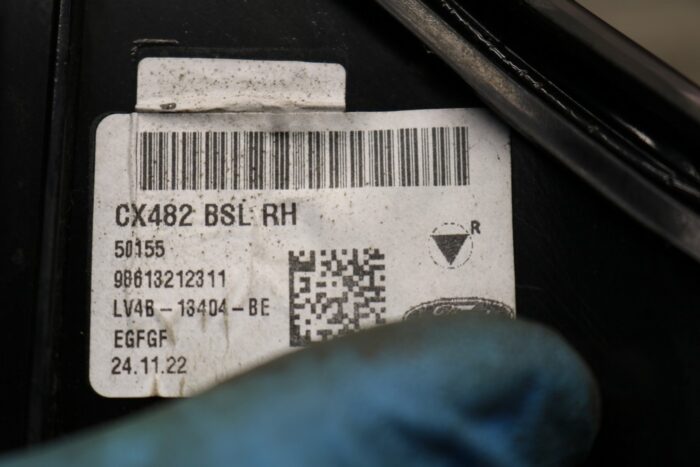 CX482 BSL RH
R
50155
98613212311
LV4B-13404-BE
EGFGF
24.11.22